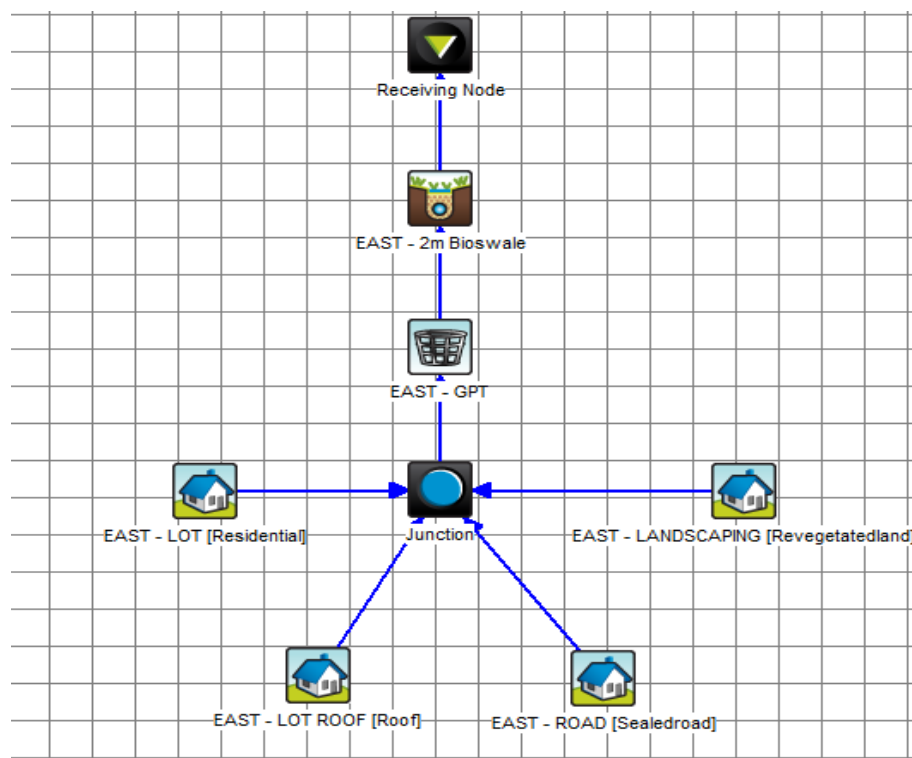 Receiving Node
EAST - 2m Bioswale
EAST - GPT
EAST - LOT [Residential]
Junction
EAST - LANDSCAPING [Revegetatedland]
EAST - LOT ROOF [Roof]
EAST - ROAD [Sealedroad]